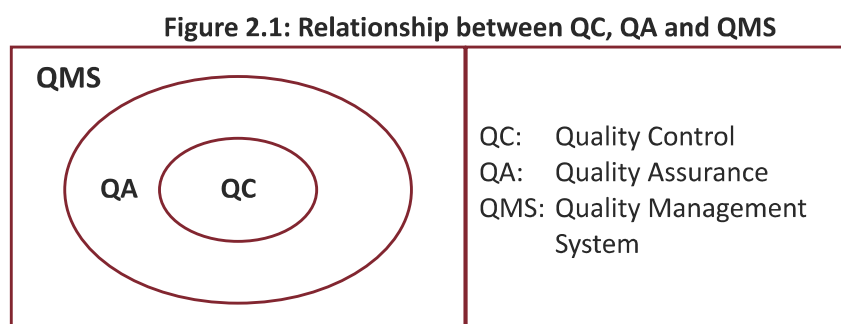 Figure 2.1: Relationship between QC, QA and QMS
QMS
QA
QC
QC: Quality Control
QA: Quality Assurance
QMS: Quality Management
System